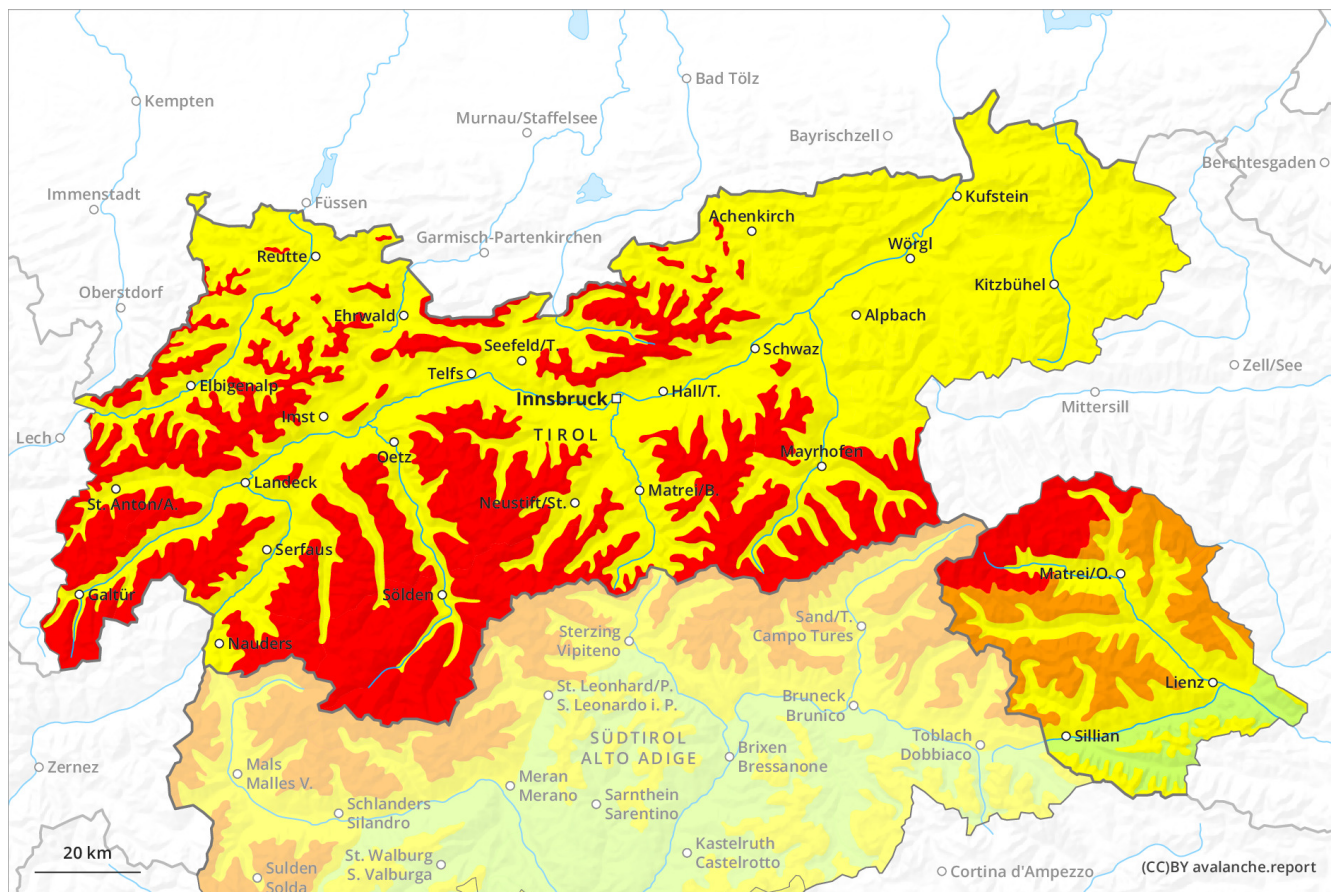 Kempten
Bad Tölz
Murnau/Staffelsee
Bayrischzell
Berchtesgaden
Immenstadt
Füssen
Kufstein
Achenkirch
Garmisch-Partenkirchen
Wörgl
Reutte
Kitzbühel
Oberstdorf
Ehrwald
Alpbach
Seefeld/T.
Schwaz
Zell/See
Telfs
Elbigenalp
Hall/T.
Mittersill
Innsbruck
Imst
Lech
TIROL
Oetz
Mayrhofen
Landeck
Matrei/B.
St. Anton/A.
Neustift/St.
Serfaus
Matrei/O.
Galtür
Sölden
Sand/T.
Campo Tures
Sterzing
Vipiteno
Nauders
Lienz
St. Leonhard/P.
S. Leonardo i. P.
Bruneck
Brunico
Sillian
Toblach
Dobbiaco
SÜDTIROL
ALTO ADIGE
Brixen
Bressanone
Zernez
Mals
Malles V.
Meran
Merano
Sarnthein
Sarentino
Schlanders
Silandro
20 km
St. Walburg
S. Valburga
Kastelruth
Castelrotto
Sulden
Solda
Cortina d'Ampezzo
(CC)BY avalanche.report